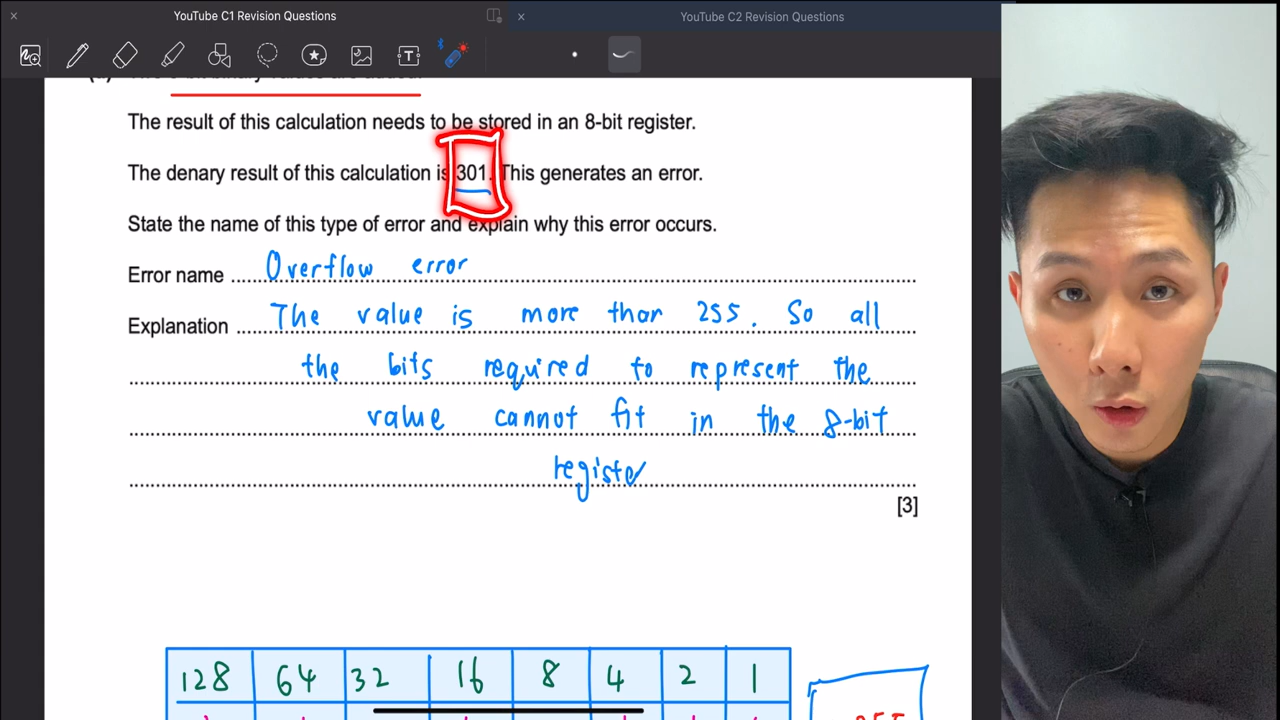 YouTube C1 Revision Questions
YouTube C2 Revision Questions
The result of this calculation needs to be stored in an 8-bit register.
The denary result of this calculation is 301. This generates an error.
State the name of this type of error and explain why this error occurs.
Error name Overflow error
Explanation The value is more than 255. So all
the bits required to represent the
value cannot fit in the 8-bit
register
[3]
128 64 32 16 8 4 2 1